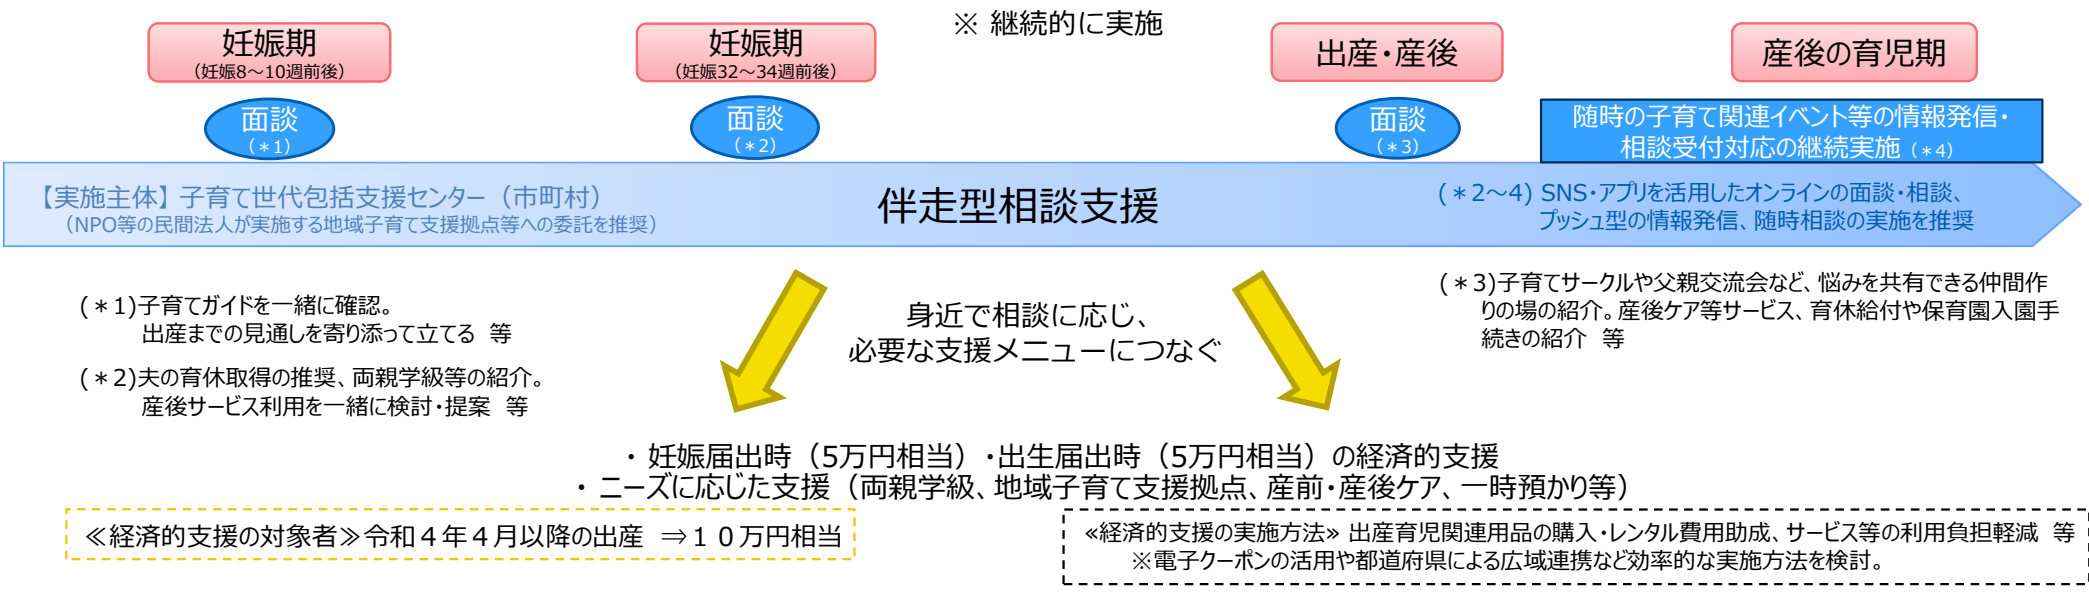 ※ 継続的に実施
妊娠期
（妊娠8～10週前後）
妊娠期
（妊娠32～34週前後）
出産・産後
産後の育児期
面談
（＊1）
面談
（＊2）
面談
（＊3）
随時の子育て関連イベント等の情報発信・
相談受付対応の継続実施（＊4）
【実施主体】子育て世代包括支援センター（市町村）
（NPO等の民間法人が実施する地域子育て支援拠点等への委託を推奨）
伴走型相談支援
(＊2～4) SNS・アプリを活用したオンラインの面談・相談、
プッシュ型の情報発信、随時相談の実施を推奨
(＊1)子育てガイドを一緒に確認。
出産までの見通しを寄り添って立てる 等
(＊2)夫の育休取得の推奨、両親学級等の紹介。
産後サービス利用を一緒に検討・提案 等
身近で相談に応じ、
必要な支援メニューにつなぐ
(＊3)子育てサークルや父親交流会など、悩みを共有できる仲間作
りの場の紹介。産後ケア等サービス、育休給付や保育園入園手
続きの紹介 等
・ 妊娠届出時（5万円相当）・出生届出時（5万円相当）の経済的支援
・ ニーズに応じた支援（両親学級、地域子育て支援拠点、産前・産後ケア、一時預かり等）
≪経済的支援の対象者≫令和４年４月以降の出産 ⇒１０万円相当
≪経済的支援の実施方法≫ 出産育児関連用品の購入・レンタル費用助成、サービス等の利用負担軽減 等
※電子クーポンの活用や都道府県による広域連携など効率的な実施方法を検討。